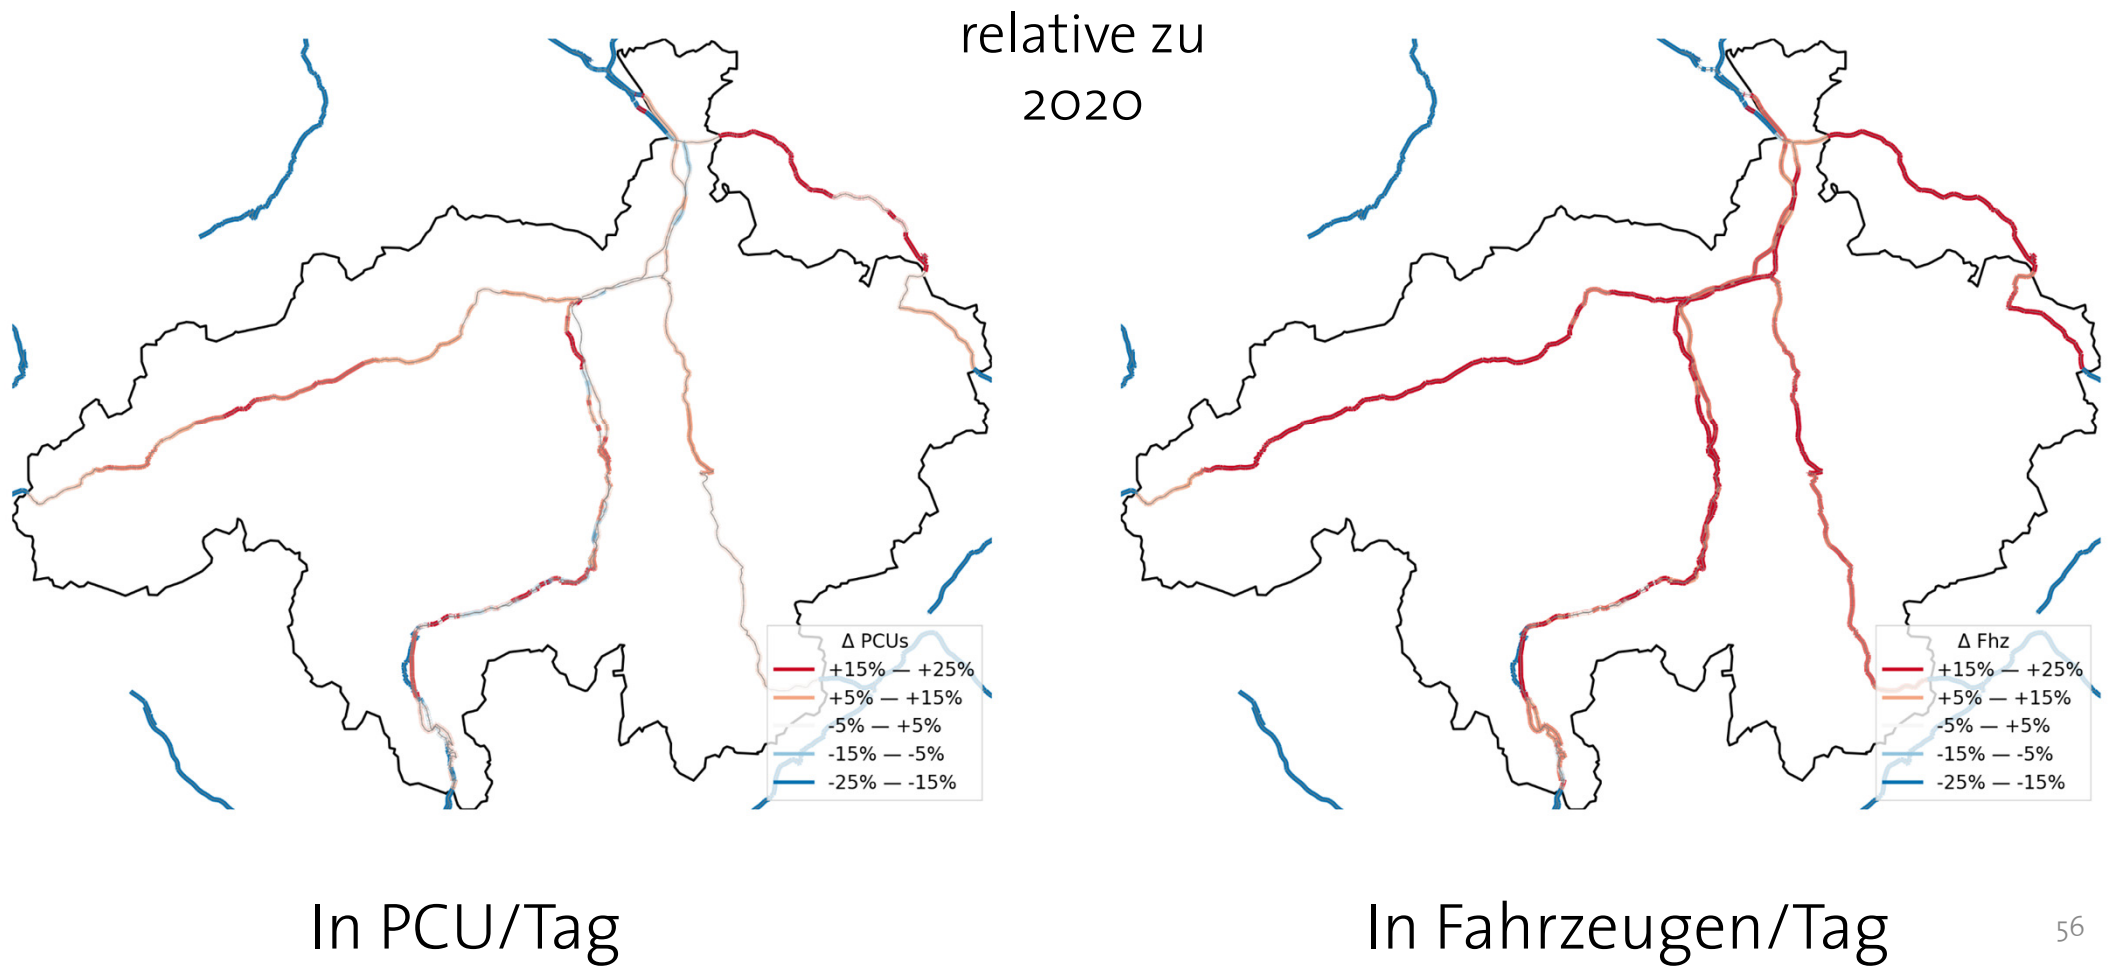 relative zu
2020
Δ PCUs
+15% — +25%
+5% — +15%
-5% — +5%
-15% — -5%
-25% — -15%
Δ Fhz
+15% — +25%
+5% — +15%
-5% — +5%
-15% — -5%
-25% — -15%
In PCU/Tag
In Fahrzeugen/Tag
56